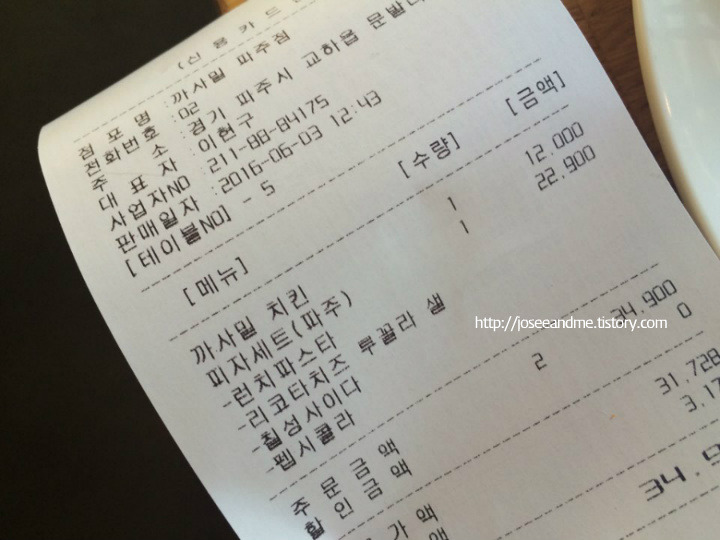 (신용카드
점 포 명 :까사밀 파주점
전화번호 :02
주 소 :경기 파주시 교하읍 문발
대 표 자 :이현구
사업자NO :211-88-84175
판매일자 :2016-06-03 12:43
[테이블NO] - 5
[메뉴] [수량] [금액]
까사밀 치킨 1 12,000
피자세트(파주) 1 22,900
-런치파스타
-리코타치즈 루꼴라 샐
-칠성사이다
-펩시콜라
주 문 금 액 2 34,900
할 인 금 액 0
가 액 31,728
3,17
34,9
http://joseeandme.tistory.com